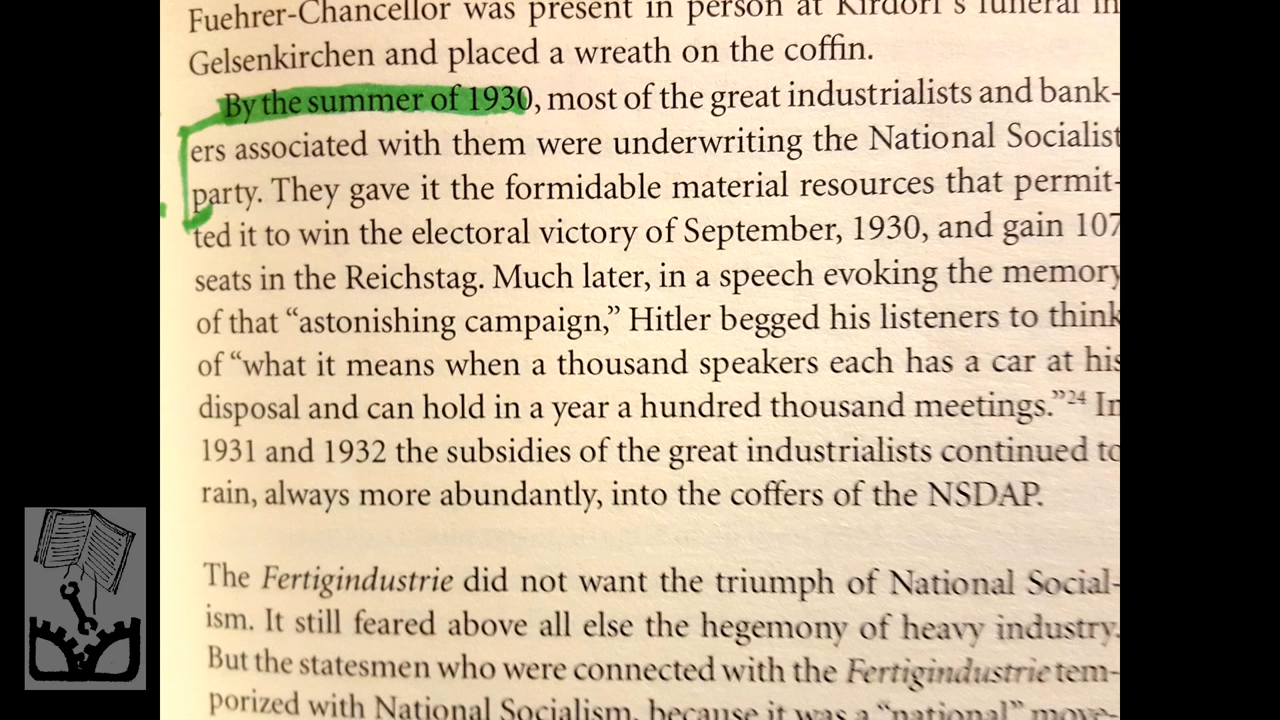 Fuehrer-Chancellor was present in person at Kirdorf's funeral in
Gelsenkirchen and placed a wreath on the coffin.
By the summer of 1930, most of the great industrialists and bank-
ers associated with them were underwriting the National Socialist
party. They gave it the formidable material resources that permit-
ted it to win the electoral victory of September, 1930, and gain 107
seats in the Reichstag. Much later, in a speech evoking the memory
of that “astonishing campaign,” Hitler begged his listeners to think
of “what it means when a thousand speakers each has a car at his
disposal and can hold in a year a hundred thousand meetings.”24 In
1931 and 1932 the subsidies of the great industrialists continued to
rain, always more abundantly, into the coffers of the NSDAP.
The Fertigindustrie did not want the triumph of National Social-
ism. It still feared above all else the hegemony of heavy industry.
But the statesmen who were connected with the Fertigindustrie tem-
porized with National Socialism, because it was a “national” move-